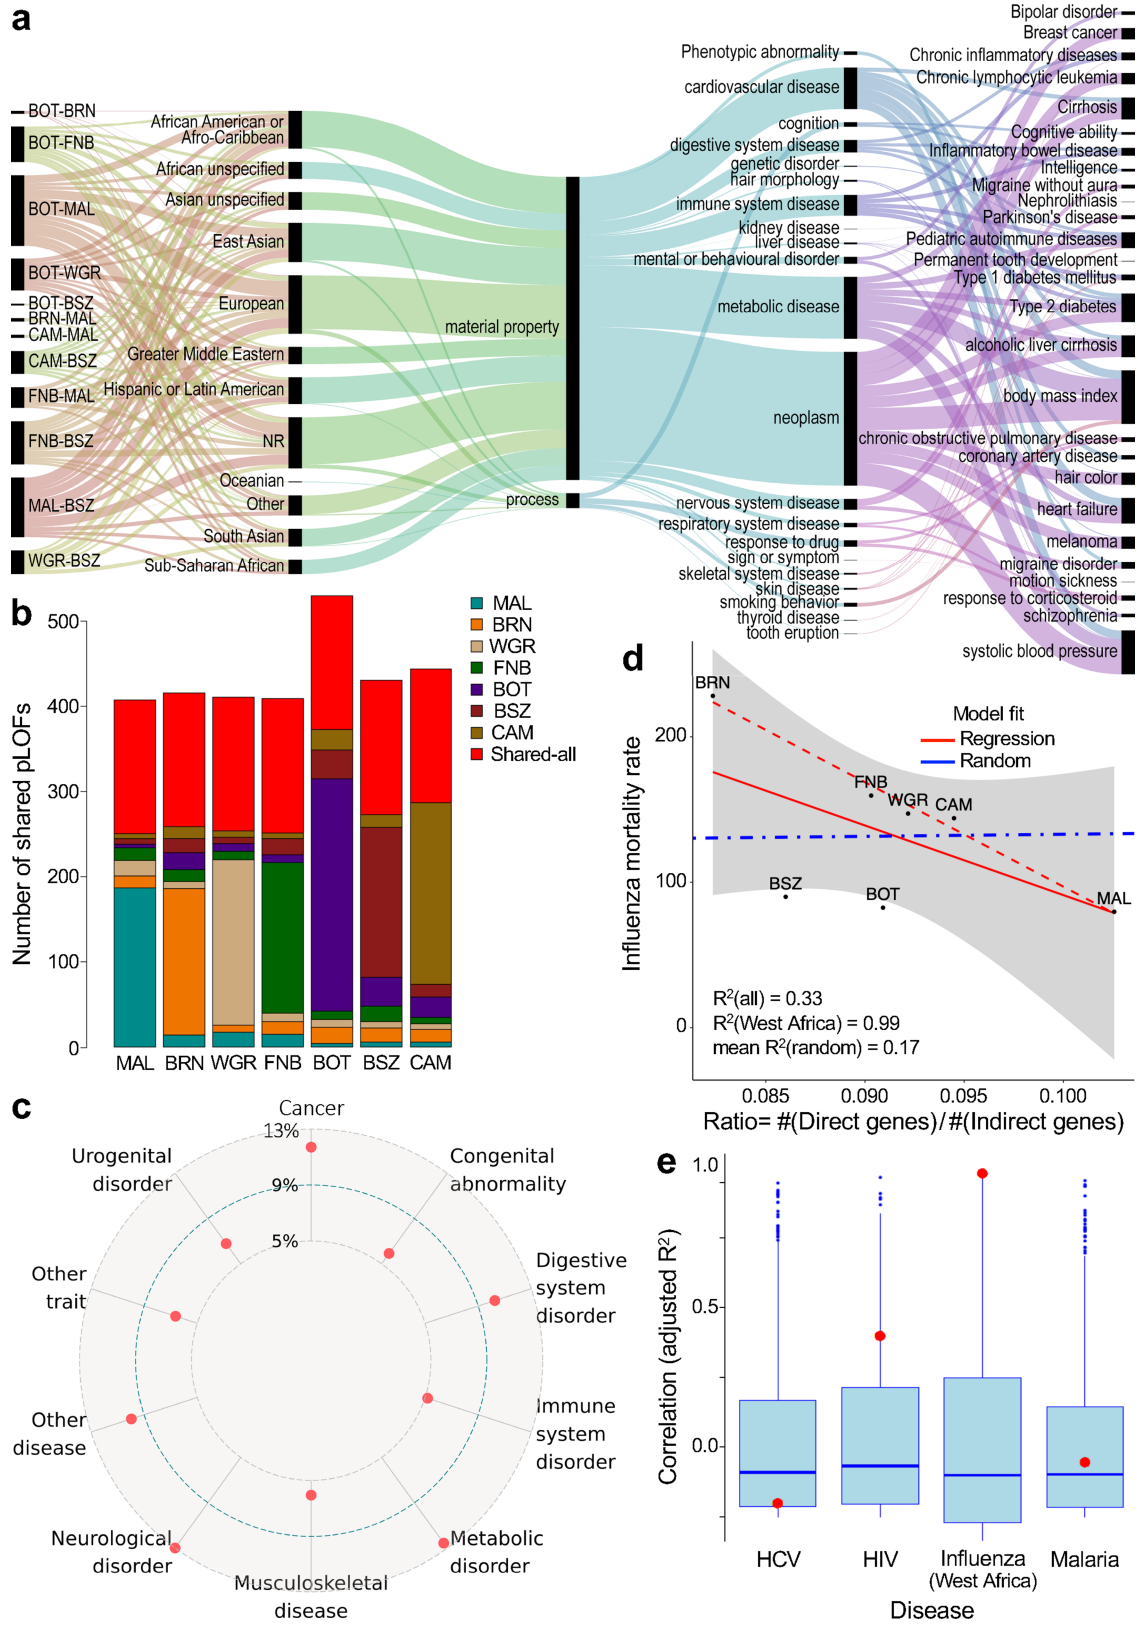 a
BOT-BRN
BOT-FNB
BOT-MAL
BOT-WGR
BOT-BSZ
BRN-MAL
CAM-MAL
CAM-BSZ
FNB-MAL
FNB-BSZ
MAL-BSZ
WGR-BSZ
African American or
Afro-Caribbean
African unspecified
Asian unspecified
East Asian
European
Greater Middle Eastern
Hispanic or Latin American
NR
Oceanian
Other
South Asian
Sub-Saharan African
material property
process
Phenotypic abnormality
cardiovascular disease
cognition
digestive system disease
genetic disorder
hair morphology
immune system disease
kidney disease
liver disease
mental or behavioural disorder
metabolic disease
neoplasm
nervous system disease
respiratory system disease
response to drug
sign or symptom
skeletal system disease
skin disease
smoking behavior
thyroid disease
tooth eruption
Bipolar disorder
Breast cancer
Chronic inflammatory diseases
Chronic lymphocytic leukemia
Cirrhosis
Cognitive ability
Inflammatory bowel disease
Intelligence
Migraine without aura
Nephrolithiasis
Parkinson's disease
Pediatric autoimmune diseases
Permanent tooth development
Type 1 diabetes mellitus
Type 2 diabetes
alcoholic liver cirrhosis
body mass index
chronic obstructive pulmonary disease
coronary artery disease
hair color
heart failure
melanoma
migraine disorder
motion sickness
response to corticosteroid
schizophrenia
systolic blood pressure
b
Number of shared pLOFs
500
400
300
200
100
0
MAL BRN WGR FNB BOT BSZ CAM
MAL
BRN
WGR
FNB
BOT
BSZ
CAM
Shared-all
c
Cancer
13%
9%
5%
Congenital
abnormality
Digestive
system
disorder
Immune
system
disorder
Metabolic
disorder
Musculoskeletal
disease
Neurological
disorder
Other
disease
Other
trait
Urogenital
disorder
d
Influenza mortality rate
200
100
0
BRN
FNB
WGR
CAM
BSZ
BOT
MAL
Model fit
Regression
Random
R²(all) = 0.33
R²(West Africa) = 0.99
mean R²(random) = 0.17
0.085 0.090 0.095 0.100
Ratio= #(Direct genes)/#(Indirect genes)
e
Correlation (adjusted R²)
1.0
0.5
0.0
HCV HIV Influenza Malaria
(West Africa)
Disease